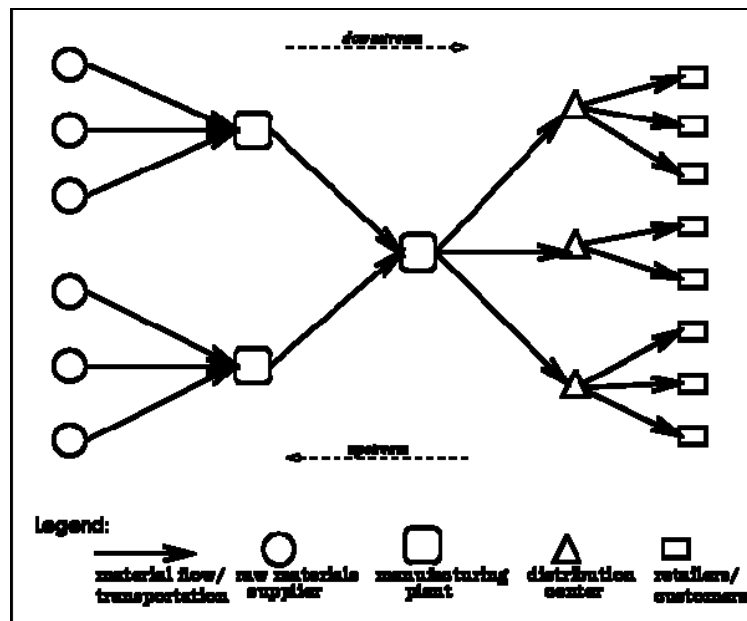 downstream
upstream
Legend:
material flow/
transportation
raw materials
supplier
manufacturing
plant
distribution
center
retailers/
customers